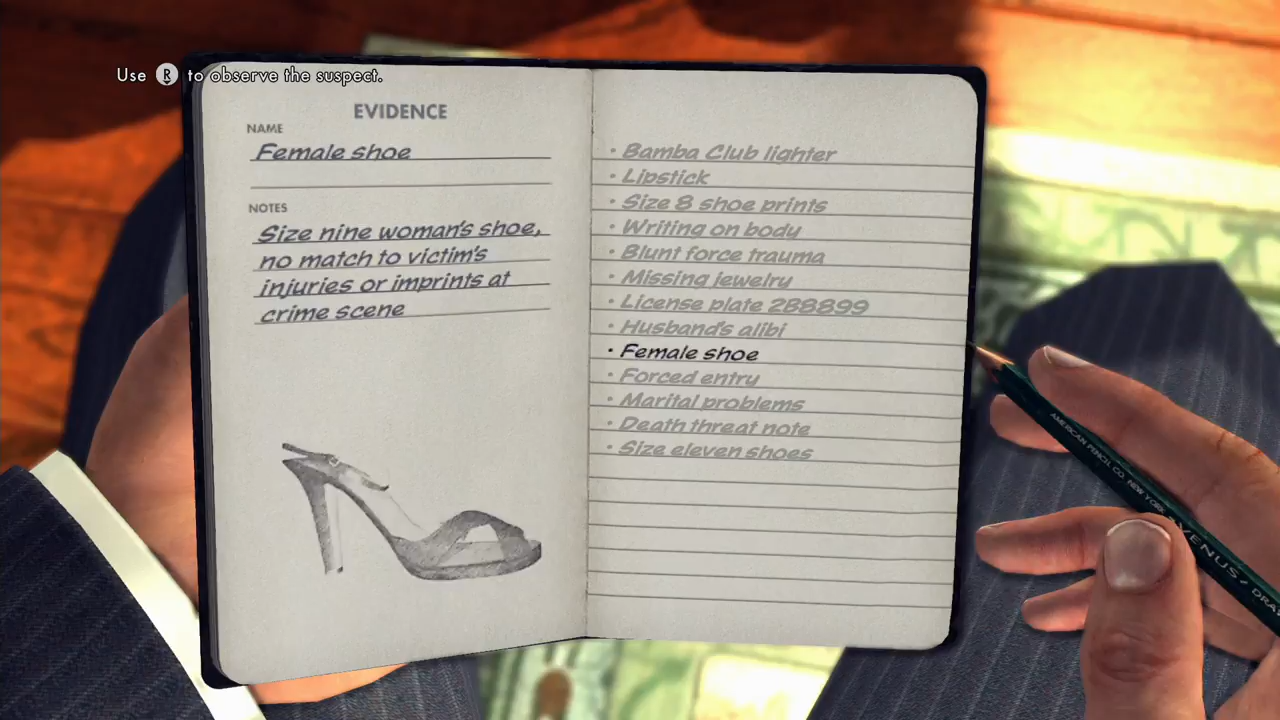 Use R to observe the suspect.
EVIDENCE
NAME
Female shoe
NOTES
Size nine woman's shoe,
no match to victim's
injuries or imprints at
crime scene
· Bamba Club lighter
· Lipstick
· Size 8 shoe prints
· Writing on body
· Blunt force trauma
· Missing jewelry
· License plate 2B8899
· Husband's alibi
· Female shoe
· Forced entry
· Marital problems
· Death threat note
· Size eleven shoes
AMERICAN PENCIL CO. NEW YORK
VENUS